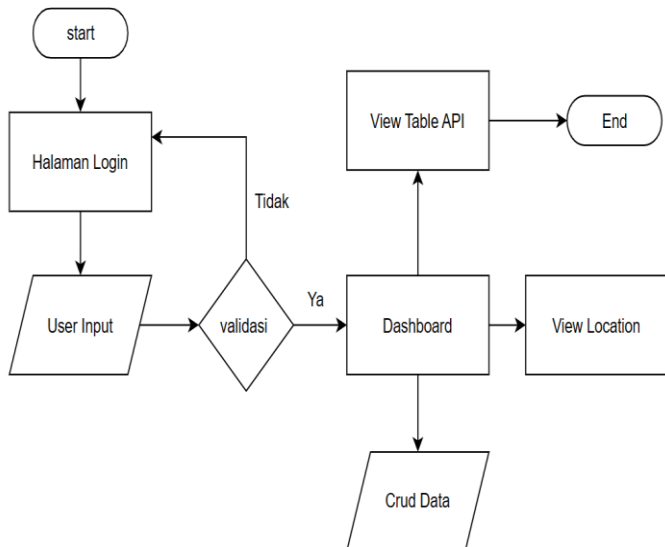 start
Halaman Login
Tidak
User Input
validasi
Ya
Dashboard
View Table API
End
View Location
Crud Data